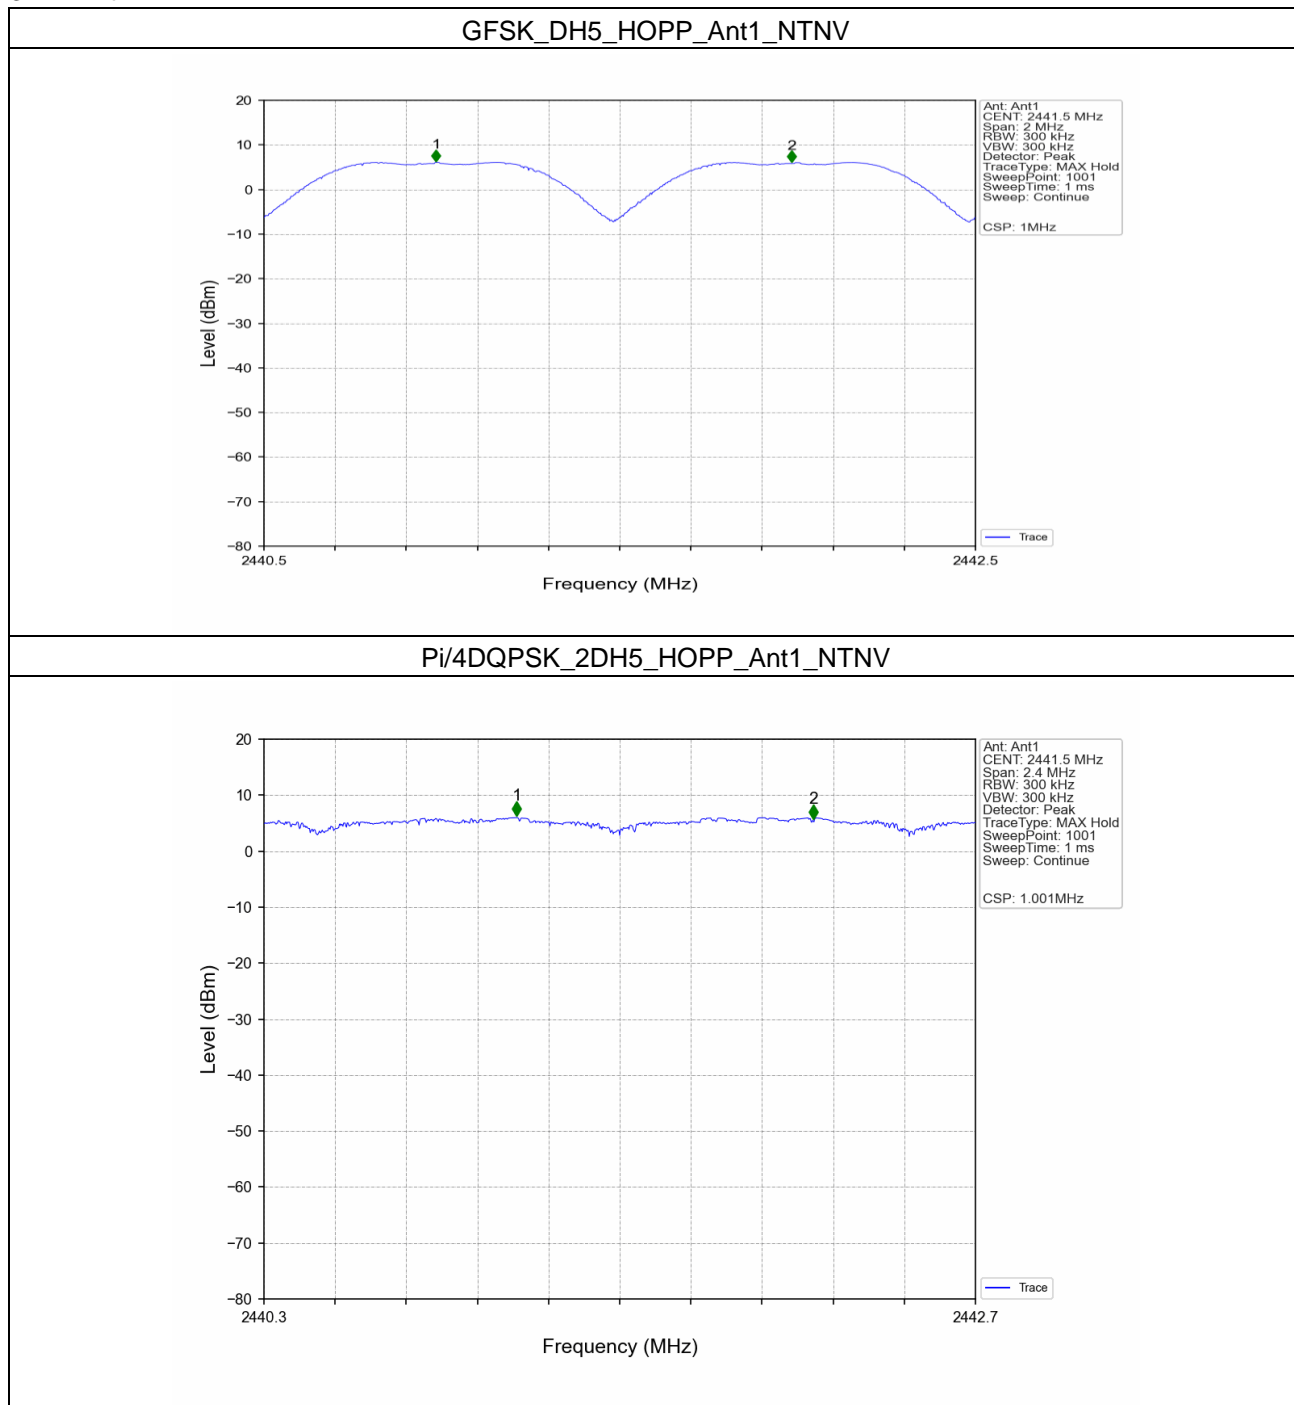 GFSK_DH5_HOPP_Ant1_NTNV
20
10
0
−10
−20
−30
−40
−50
−60
−70
−80
Level (dBm)
1
2
Ant: Ant1
CENT: 2441.5 MHz
Span: 2 MHz
RBW: 300 kHz
VBW: 300 kHz
Detector: Peak
TraceType: MAX Hold
SweepPoint: 1001
SweepTime: 1 ms
Sweep: Continue
CSP: 1MHz
Trace
2440.5
2442.5
Frequency (MHz)
Pi/4DQPSK_2DH5_HOPP_Ant1_NTNV
20
10
0
−10
−20
−30
−40
−50
−60
−70
−80
Level (dBm)
1
2
Ant: Ant1
CENT: 2441.5 MHz
Span: 2.4 MHz
RBW: 300 kHz
VBW: 300 kHz
Detector: Peak
TraceType: MAX Hold
SweepPoint: 1001
SweepTime: 1 ms
Sweep: Continue
CSP: 1.001MHz
Trace
2440.3
2442.7
Frequency (MHz)